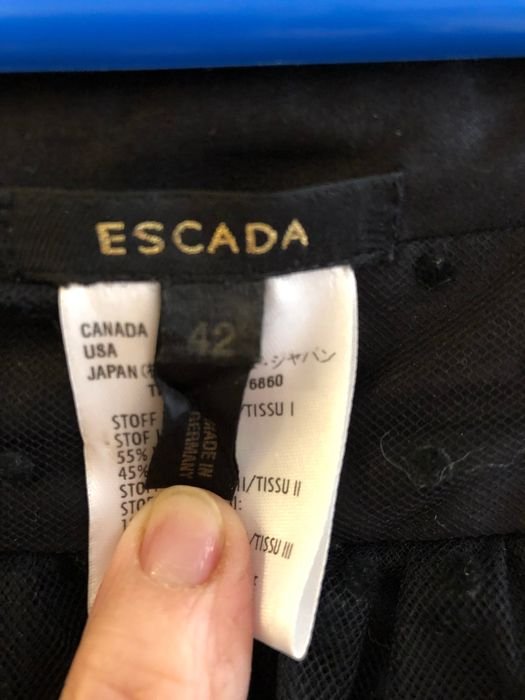 ESCADA
42
CANADA
USA
JAPAN
ジャパン
6860
STOFF
/TISSU I
STOF
55%
45%
MADE IN
GERMANY
/TISSU II
/TISSU III